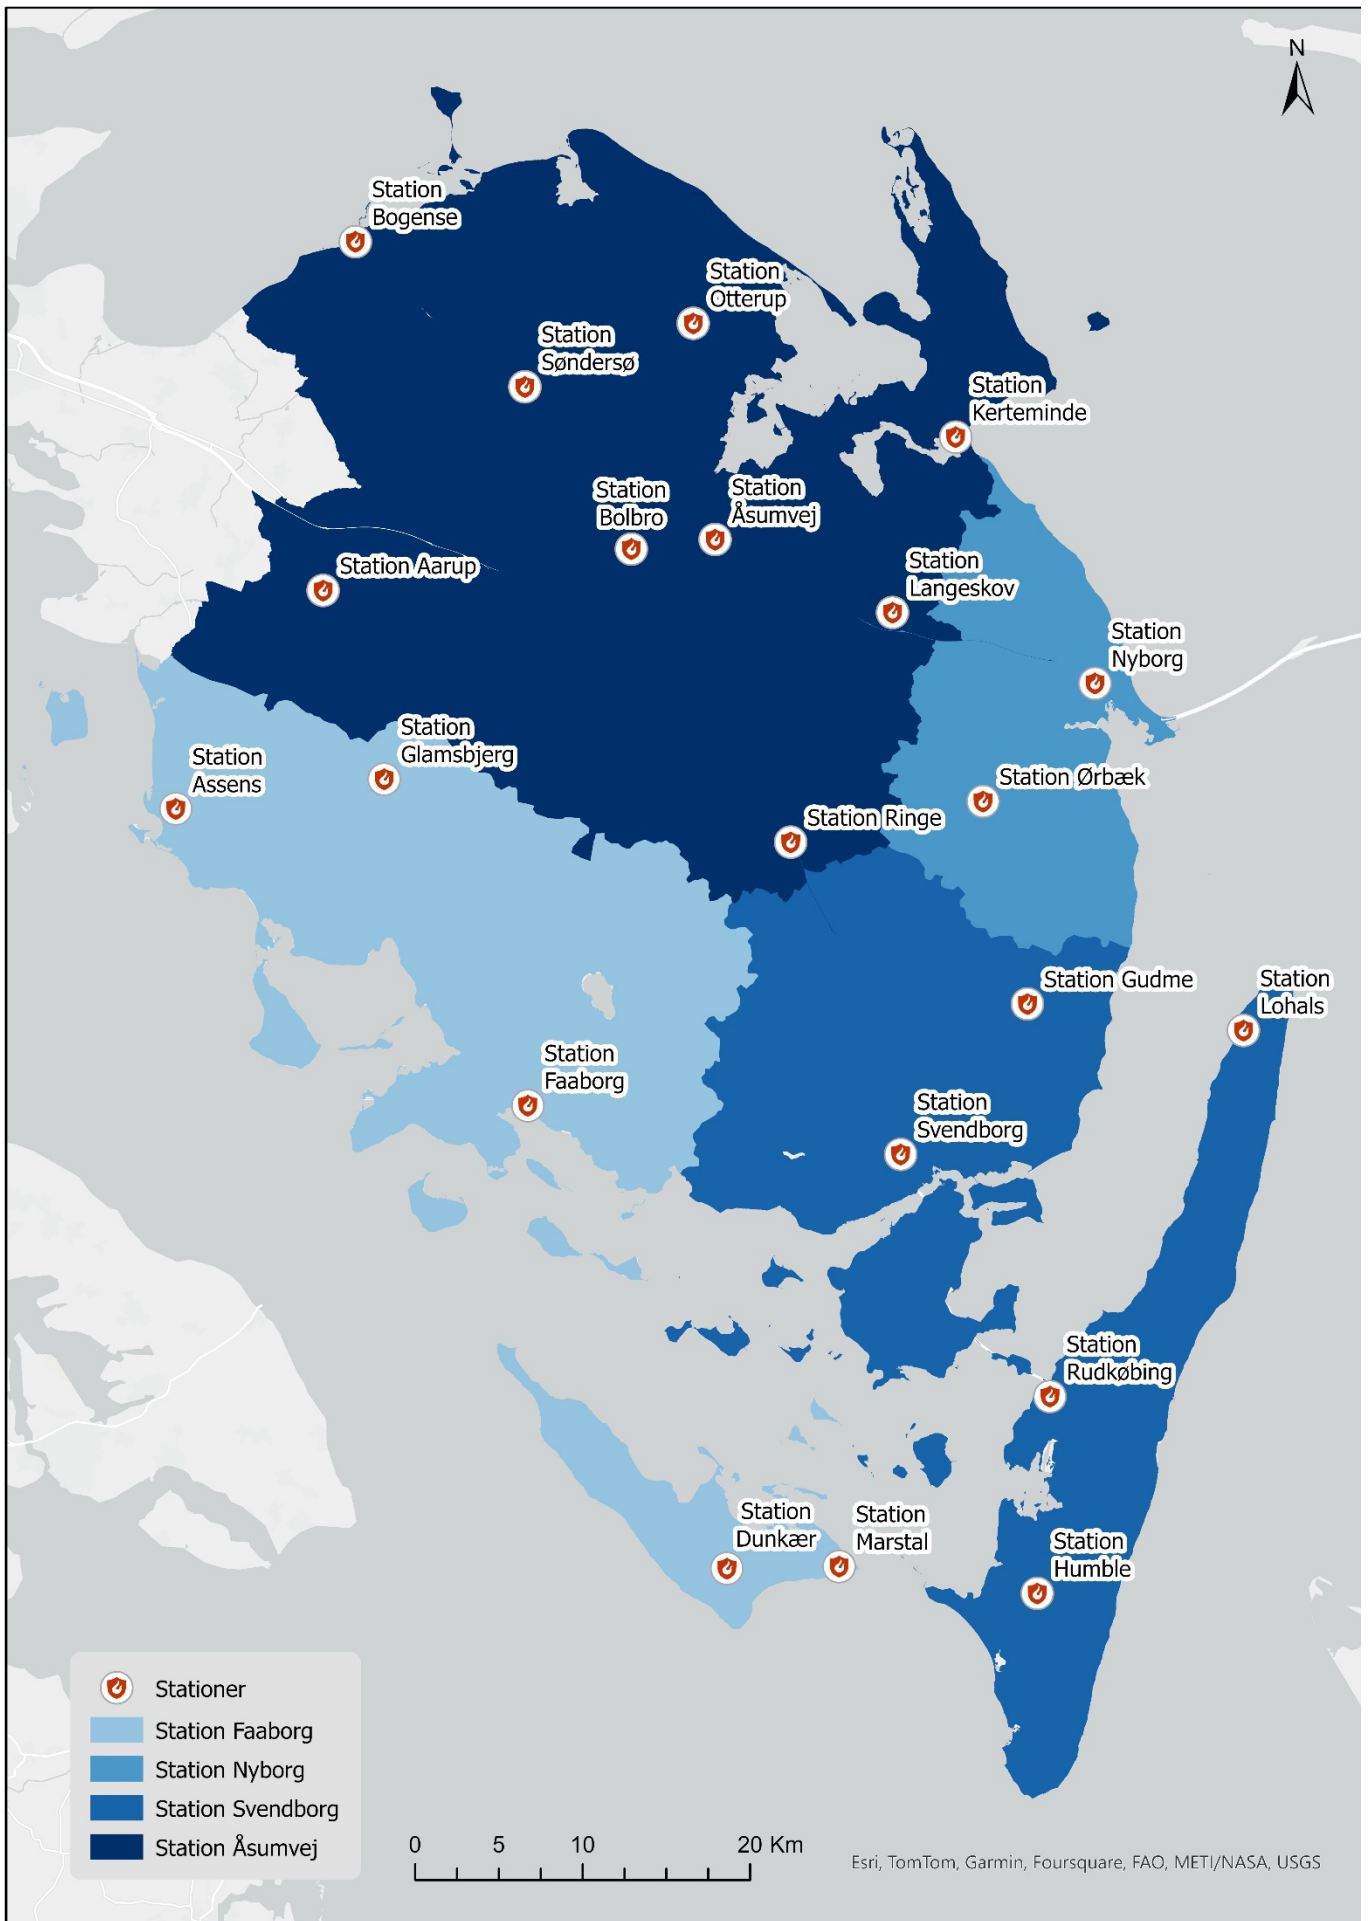 N
Station
Bogense
Station
Otterup
Station
Søndersø
Station
Kerteminde
Station
Bolbro
Station
Åsumvej
Station Aarup
Station
Langeskov
Station
Nyborg
Station
Glamsbjerg
Station
Assens
Station Ørbæk
Station Ringe
Station Gudme
Station
Lohals
Station
Faaborg
Station
Svendborg
Station
Rudkøbing
Station
Dunkær
Station
Marstal
Station
Humble
Stationer
Station Faaborg
Station Nyborg
Station Svendborg
Station Åsumvej
0 5 10 20 Km
Esri, TomTom, Garmin, Foursquare, FAO, METI/NASA, USGS